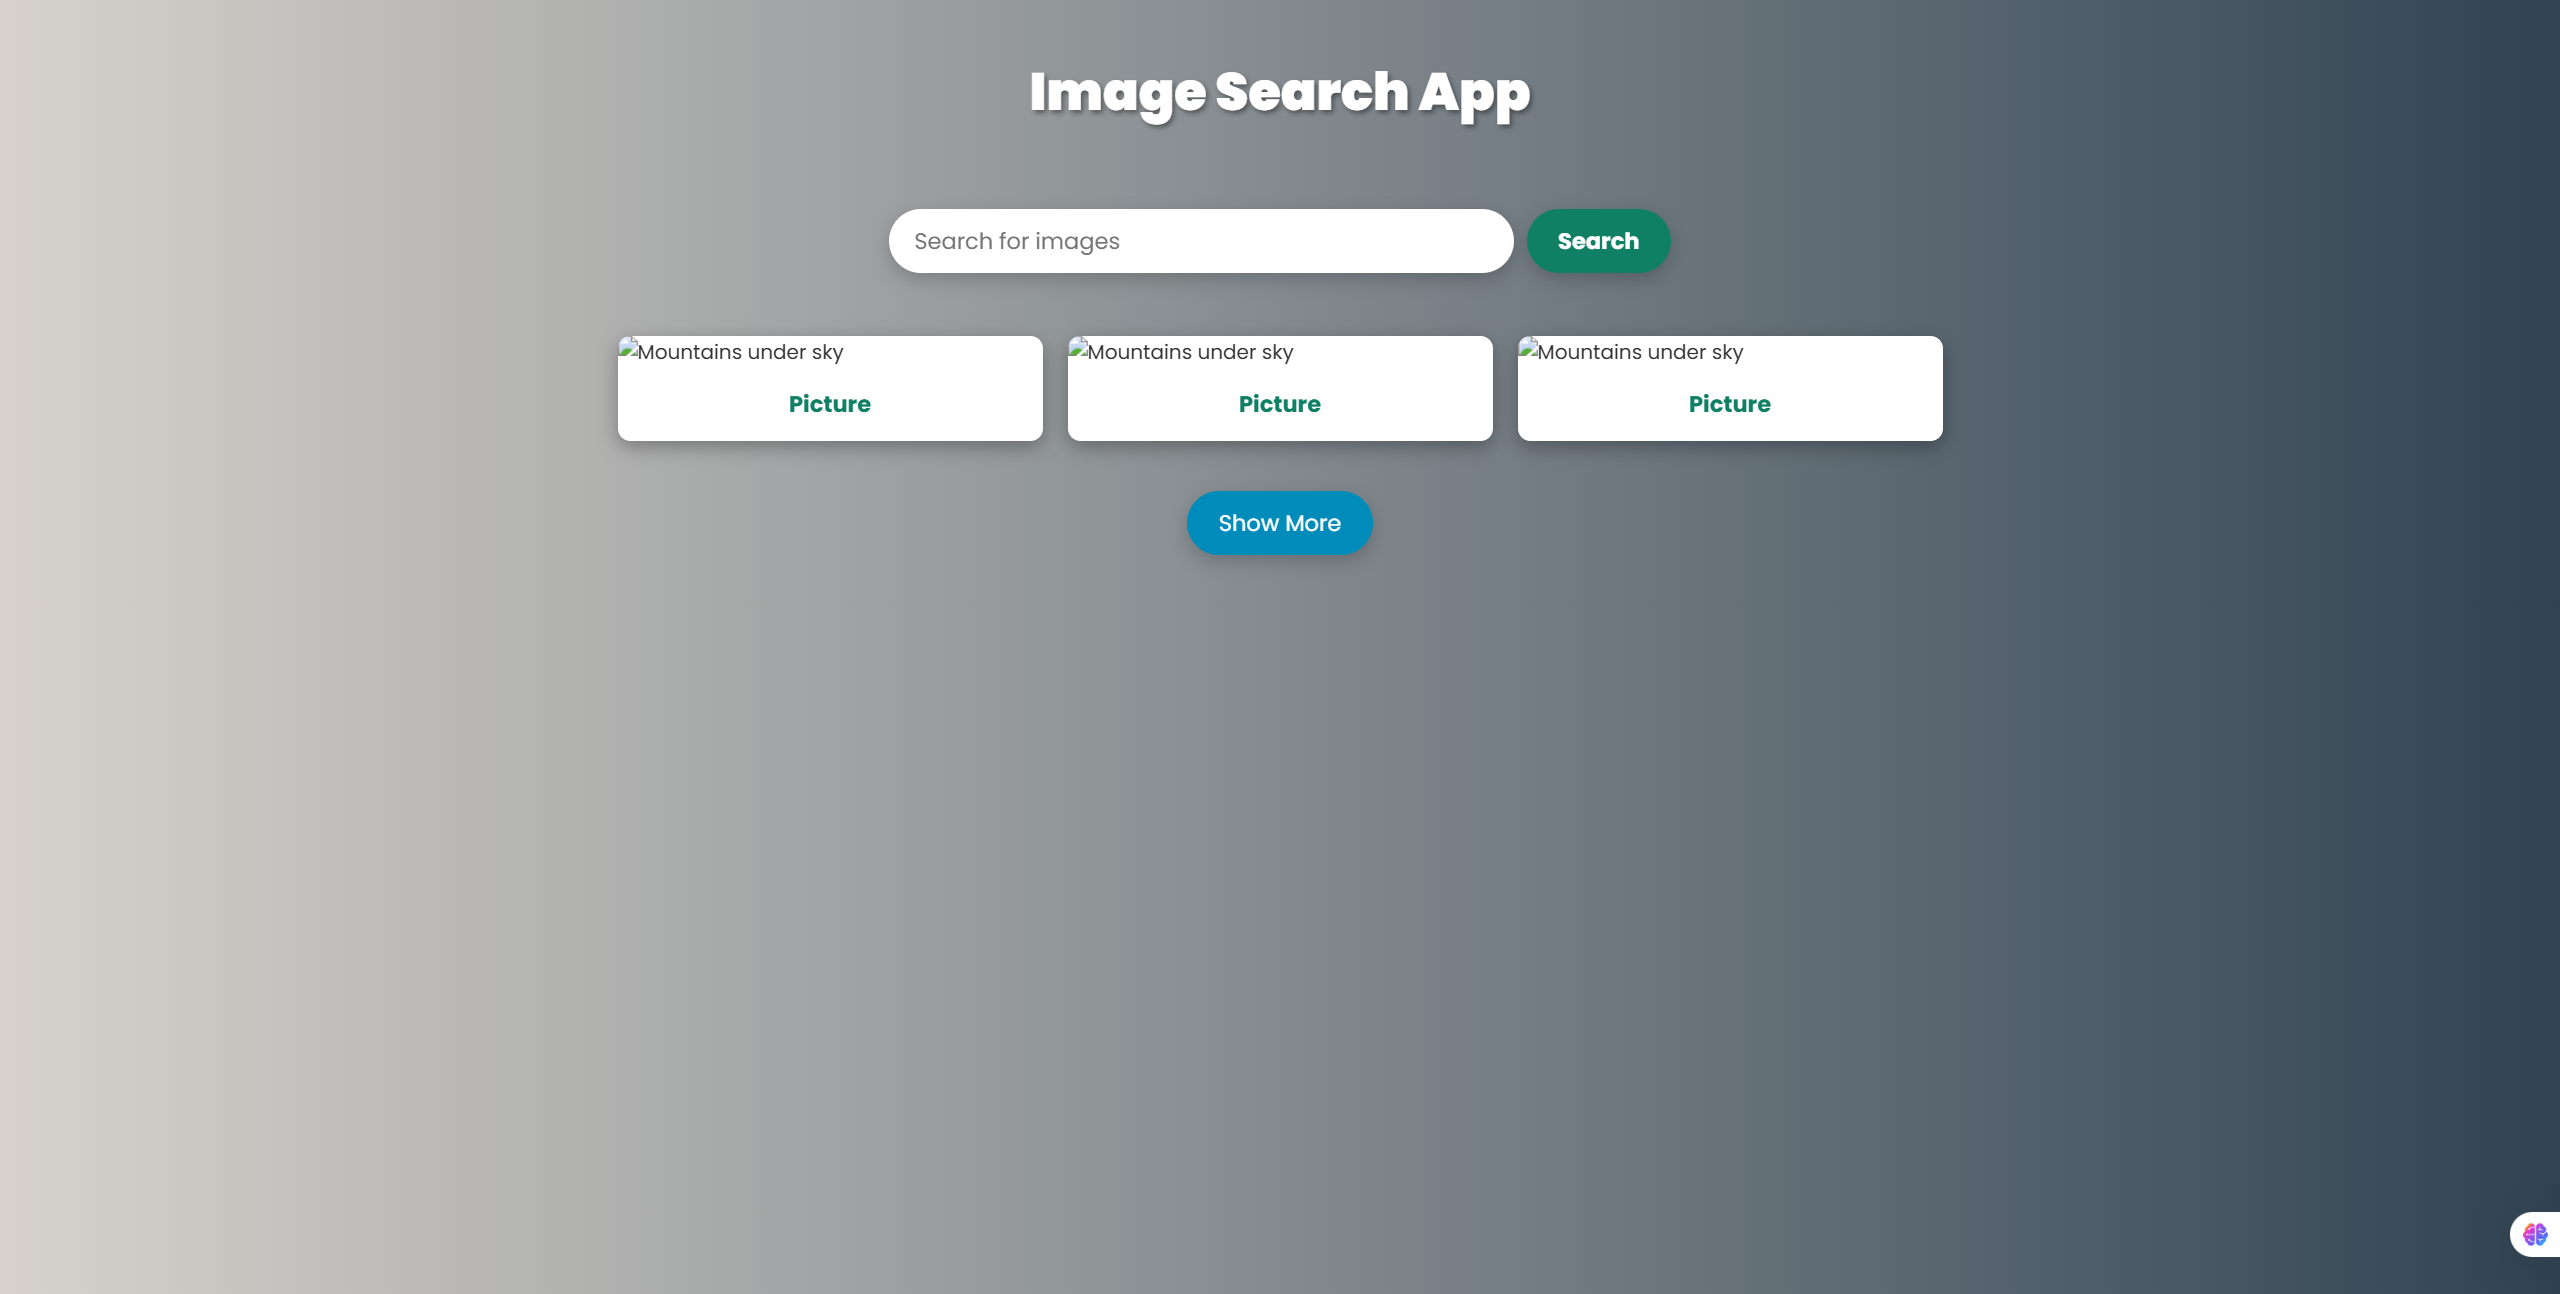 Image Search App
Search for images
Search
Mountains under sky
Mountains under sky
Mountains under sky
Picture
Picture
Picture
Show More